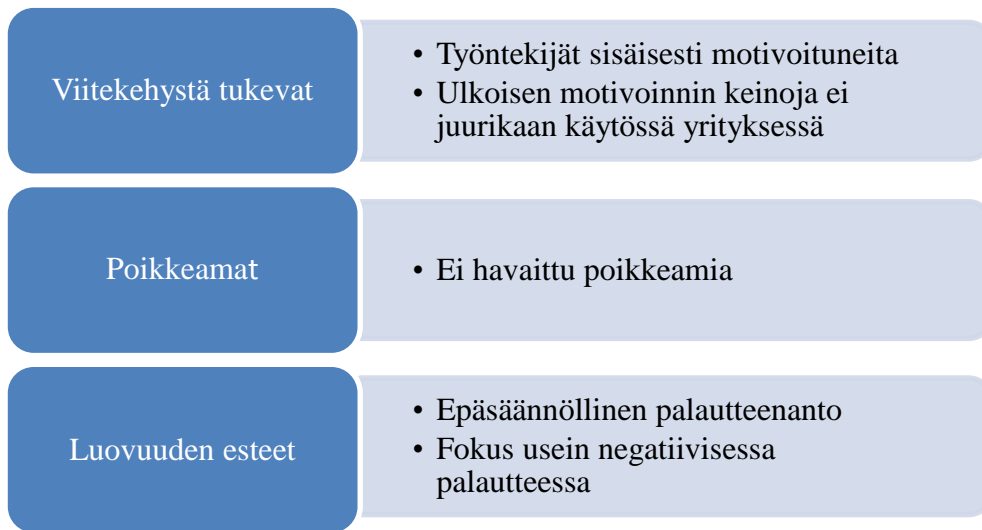 Viitekehystä tukevat
• Työntekijät sisäisesti motivoituneita
• Ulkoisen motivoinnin keinoja ei
juurikaan käytössä yrityksessä
Poikkeamat
• Ei havaittu poikkeamia
Luovuuden esteet
• Epäsäännöllinen palautteenanto
• Fokus usein negatiivisessa
palautteessa